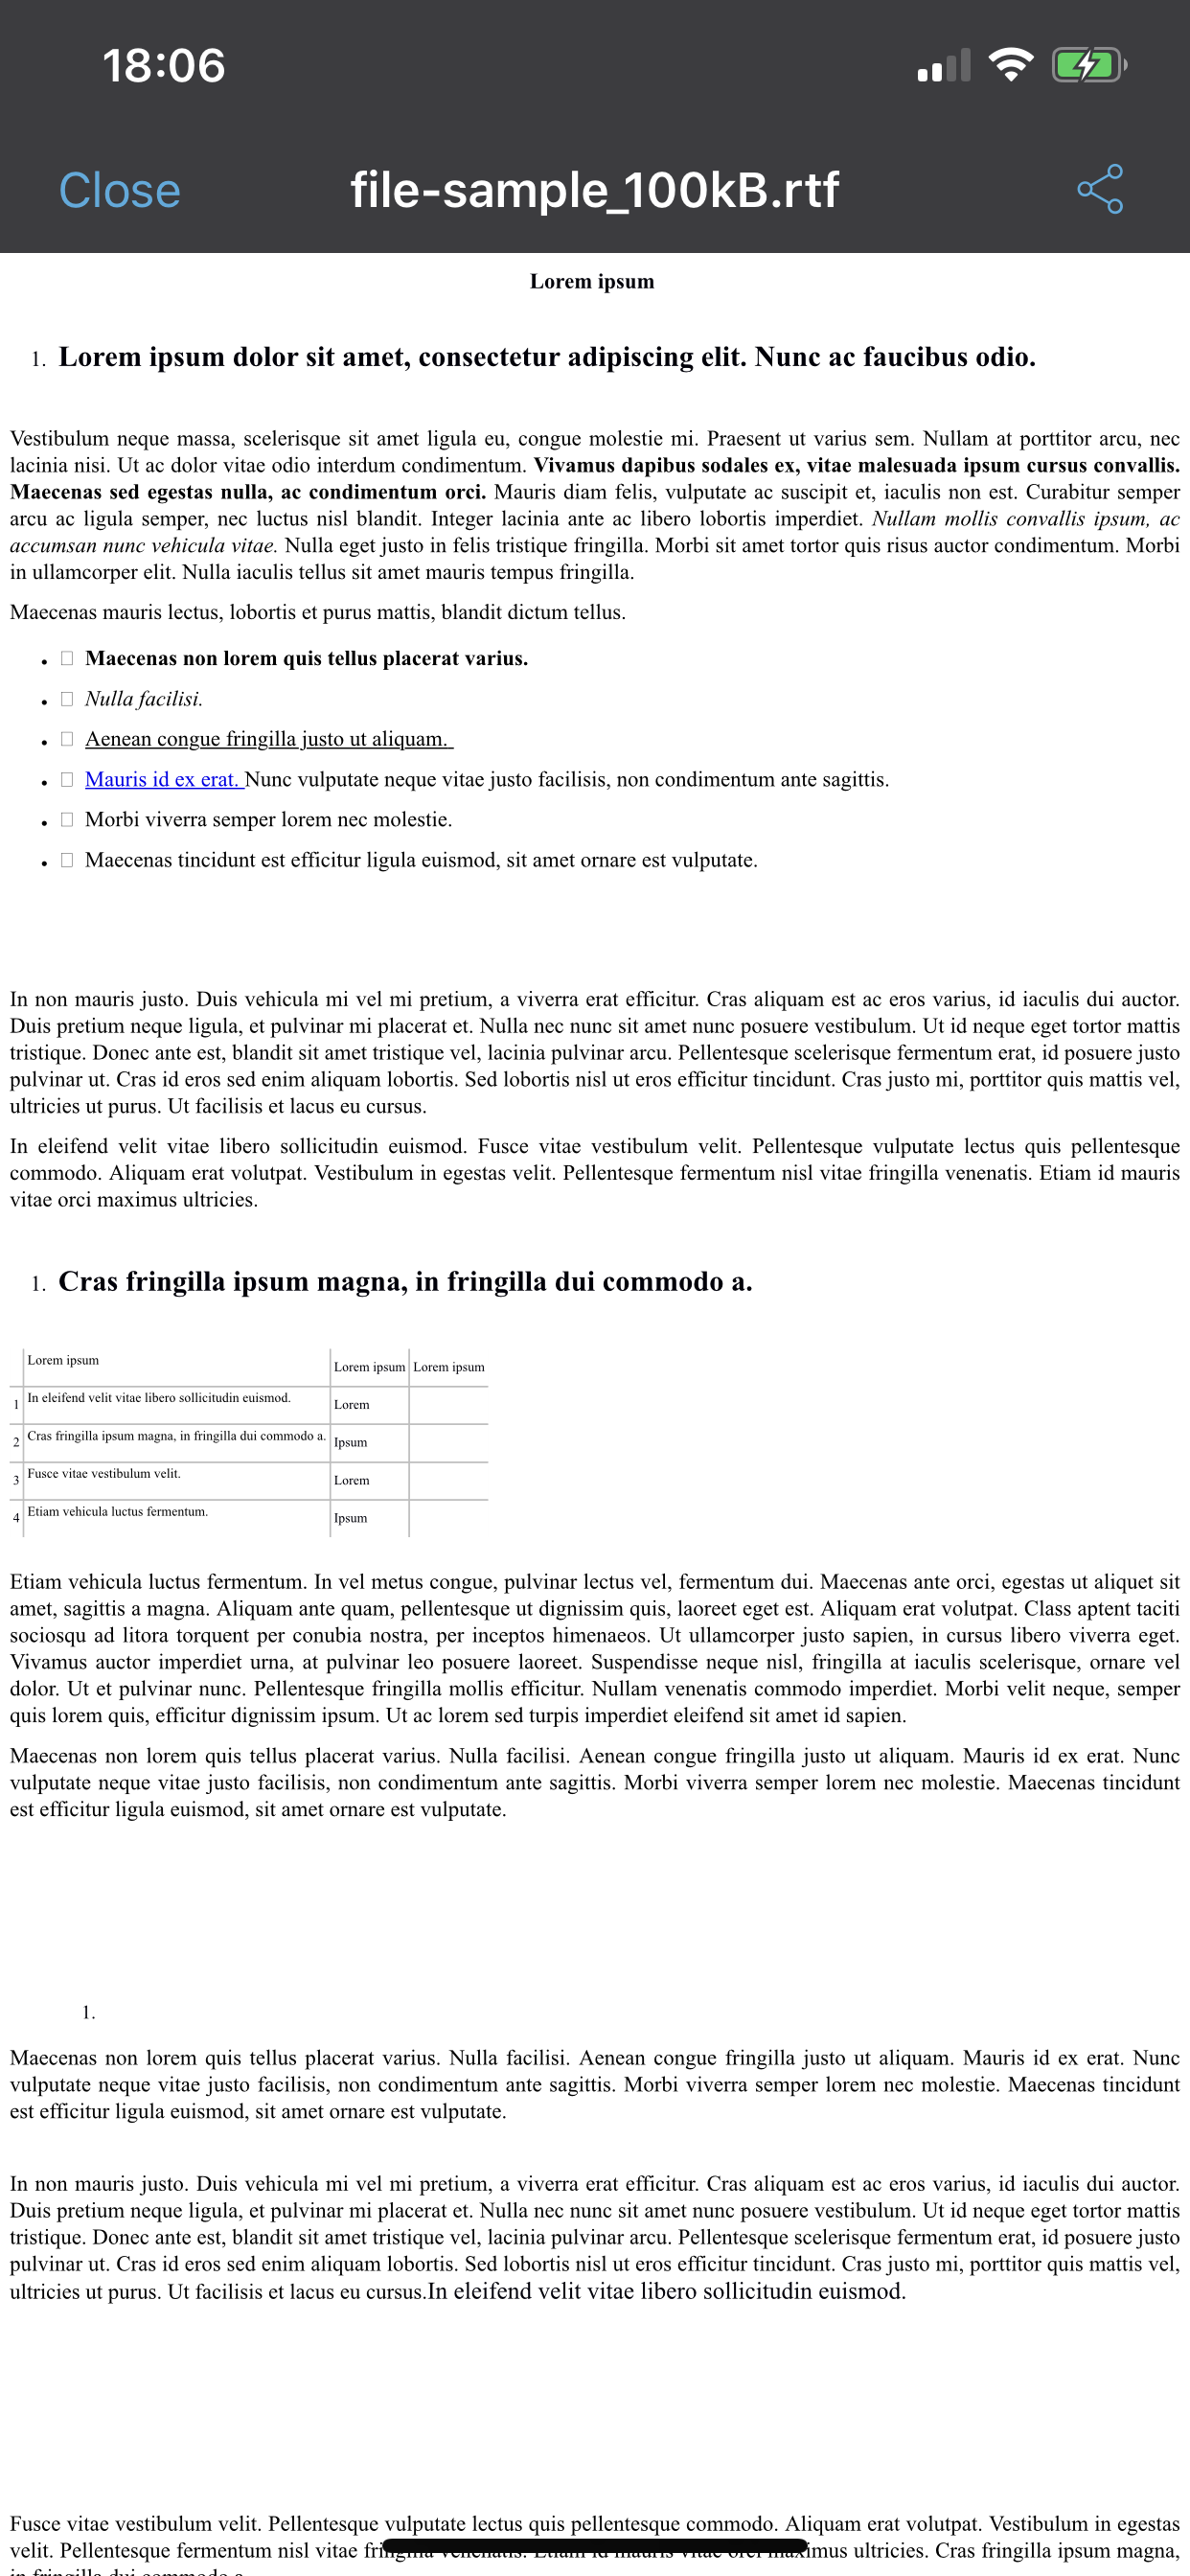 18:06
Close
file-sample_100kB.rtf
Lorem ipsum
1. Lorem ipsum dolor sit amet, consectetur adipiscing elit. Nunc ac faucibus odio.
Vestibulum neque massa, scelerisque sit amet ligula eu, congue molestie mi. Praesent ut varius sem. Nullam at porttitor arcu, nec
lacinia nisi. Ut ac dolor vitae odio interdum condimentum. Vivamus dapibus sodales ex, vitae malesuada ipsum cursus convallis.
Maecenas sed egestas nulla, ac condimentum orci. Mauris diam felis, vulputate ac suscipit et, iaculis non est. Curabitur semper
arcu ac ligula semper, nec luctus nisl blandit. Integer lacinia ante ac libero lobortis imperdiet. Nullam mollis convallis ipsum, ac
accumsan nunc vehicula vitae. Nulla eget justo in felis tristique fringilla. Morbi sit amet tortor quis risus auctor condimentum. Morbi
in ullamcorper elit. Nulla iaculis tellus sit amet mauris tempus fringilla.
Maecenas mauris lectus, lobortis et purus mattis, blandit dictum tellus.
• Maecenas non lorem quis tellus placerat varius.
• Nulla facilisi.
• Aenean congue fringilla justo ut aliquam.
• Mauris id ex erat. Nunc vulputate neque vitae justo facilisis, non condimentum ante sagittis.
• Morbi viverra semper lorem nec molestie.
• Maecenas tincidunt est efficitur ligula euismod, sit amet ornare est vulputate.
In non mauris justo. Duis vehicula mi vel mi pretium, a viverra erat efficitur. Cras aliquam est ac eros varius, id iaculis dui auctor.
Duis pretium neque ligula, et pulvinar mi placerat et. Nulla nec nunc sit amet nunc posuere vestibulum. Ut id neque eget tortor mattis
tristique. Donec ante est, blandit sit amet tristique vel, lacinia pulvinar arcu. Pellentesque scelerisque fermentum erat, id posuere justo
pulvinar ut. Cras id eros sed enim aliquam lobortis. Sed lobortis nisl ut eros efficitur tincidunt. Cras justo mi, porttitor quis mattis vel,
ultricies ut purus. Ut facilisis et lacus eu cursus.
In eleifend velit vitae libero sollicitudin euismod. Fusce vitae vestibulum velit. Pellentesque vulputate lectus quis pellentesque
commodo. Aliquam erat volutpat. Vestibulum in egestas velit. Pellentesque fermentum nisl vitae fringilla venenatis. Etiam id mauris
vitae orci maximus ultricies.
1. Cras fringilla ipsum magna, in fringilla dui commodo a.
Lorem ipsum Lorem ipsum Lorem ipsum
1 In eleifend velit vitae libero sollicitudin euismod. Lorem
2 Cras fringilla ipsum magna, in fringilla dui commodo a. Ipsum
3 Fusce vitae vestibulum velit. Lorem
4 Etiam vehicula luctus fermentum. Ipsum
Etiam vehicula luctus fermentum. In vel metus congue, pulvinar lectus vel, fermentum dui. Maecenas ante orci, egestas ut aliquet sit
amet, sagittis a magna. Aliquam ante quam, pellentesque ut dignissim quis, laoreet eget est. Aliquam erat volutpat. Class aptent taciti
sociosqu ad litora torquent per conubia nostra, per inceptos himenaeos. Ut ullamcorper justo sapien, in cursus libero viverra eget.
Vivamus auctor imperdiet urna, at pulvinar leo posuere laoreet. Suspendisse neque nisl, fringilla at iaculis scelerisque, ornare vel
dolor. Ut et pulvinar nunc. Pellentesque fringilla mollis efficitur. Nullam venenatis commodo imperdiet. Morbi velit neque, semper
quis lorem quis, efficitur dignissim ipsum. Ut ac lorem sed turpis imperdiet eleifend sit amet id sapien.
Maecenas non lorem quis tellus placerat varius. Nulla facilisi. Aenean congue fringilla justo ut aliquam. Mauris id ex erat. Nunc
vulputate neque vitae justo facilisis, non condimentum ante sagittis. Morbi viverra semper lorem nec molestie. Maecenas tincidunt
est efficitur ligula euismod, sit amet ornare est vulputate.
1.
Maecenas non lorem quis tellus placerat varius. Nulla facilisi. Aenean congue fringilla justo ut aliquam. Mauris id ex erat. Nunc
vulputate neque vitae justo facilisis, non condimentum ante sagittis. Morbi viverra semper lorem nec molestie. Maecenas tincidunt
est efficitur ligula euismod, sit amet ornare est vulputate.
In non mauris justo. Duis vehicula mi vel mi pretium, a viverra erat efficitur. Cras aliquam est ac eros varius, id iaculis dui auctor.
Duis pretium neque ligula, et pulvinar mi placerat et. Nulla nec nunc sit amet nunc posuere vestibulum. Ut id neque eget tortor mattis
tristique. Donec ante est, blandit sit amet tristique vel, lacinia pulvinar arcu. Pellentesque scelerisque fermentum erat, id posuere justo
pulvinar ut. Cras id eros sed enim aliquam lobortis. Sed lobortis nisl ut eros efficitur tincidunt. Cras justo mi, porttitor quis mattis vel,
ultricies ut purus. Ut facilisis et lacus eu cursus.In eleifend velit vitae libero sollicitudin euismod.
Fusce vitae vestibulum velit. Pellentesque vulputate lectus quis pellentesque commodo. Aliquam erat volutpat. Vestibulum in egestas
velit. Pellentesque fermentum nisl vitae ultricies. Cras fringilla ipsum magna,